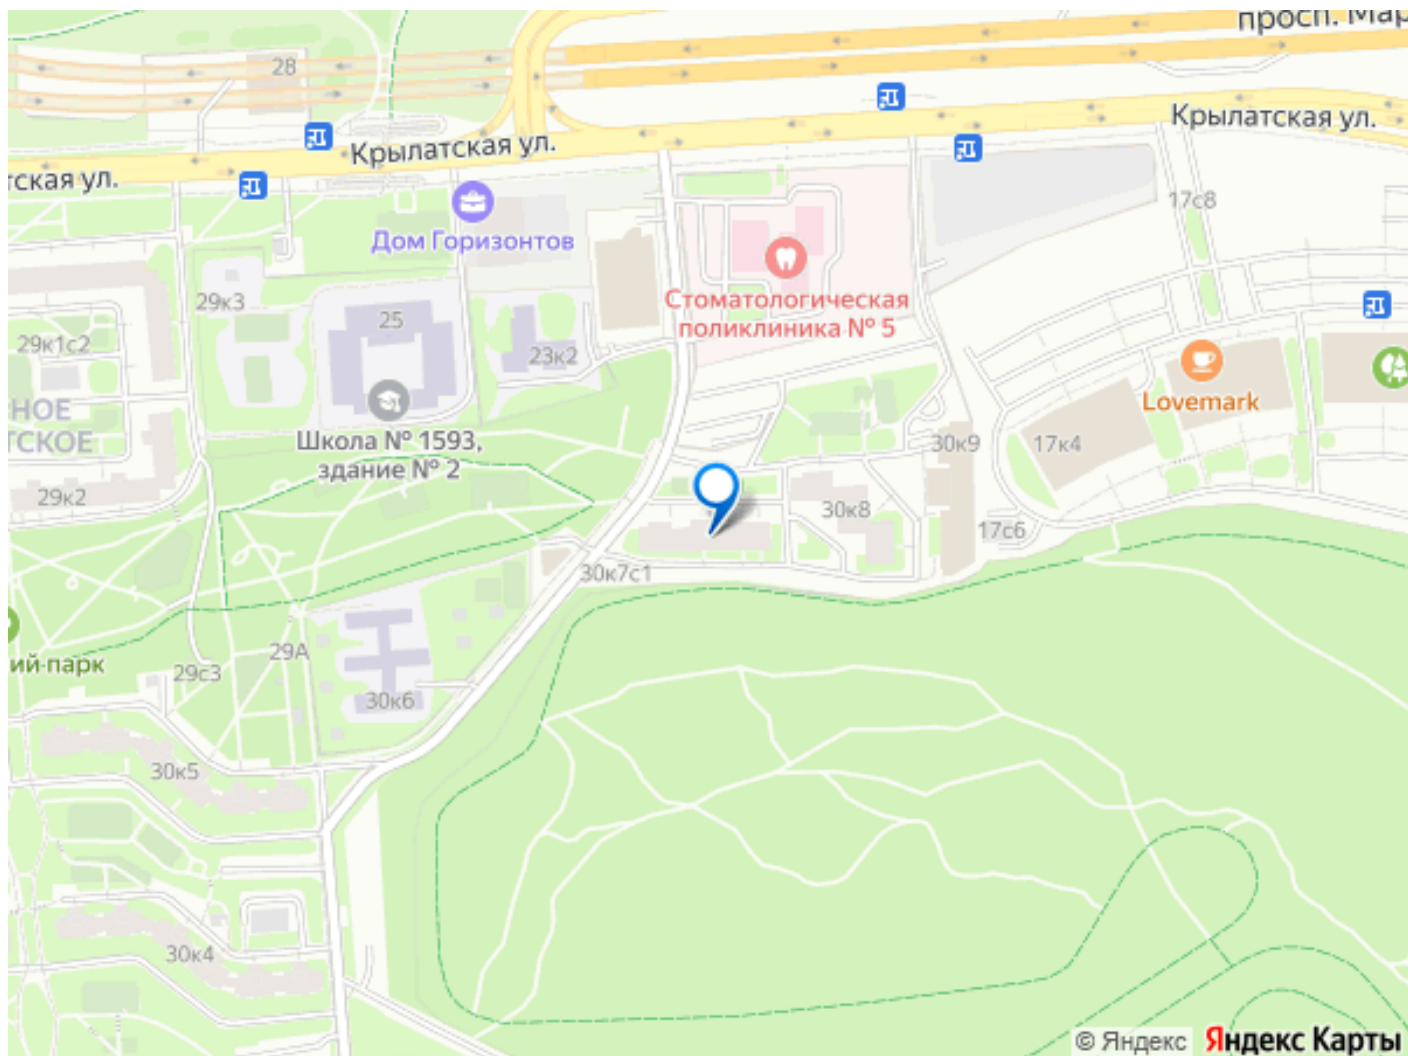 просп. Мар
28
Крылатская ул.
Крылатская ул.
тская ул.
17с8
Дом Горизонтов
29к3
Стоматологическая
поликлиника № 5
25
29к1с2
23к2
Lovemark
НОЕ
ТСКОЕ
Школа № 1593,
здание № 2
30к9
17к4
29к2
30к8
17с6
30к7с1
29А
ий парк
29с3
30к6
30к5
30к4
© Яндекс Яндекс Карты